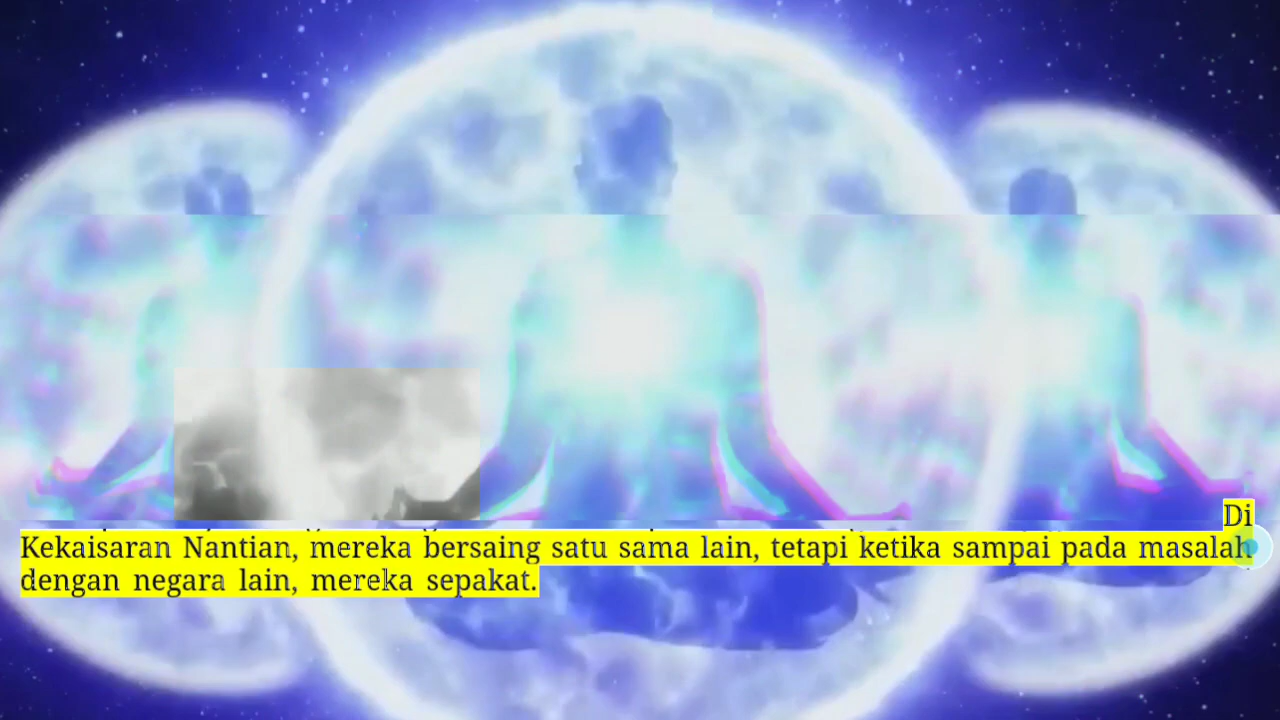 Di
Kekaisaran Nantian, mereka bersaing satu sama lain, tetapi ketika sampai pada masalah
dengan negara lain, mereka sepakat.